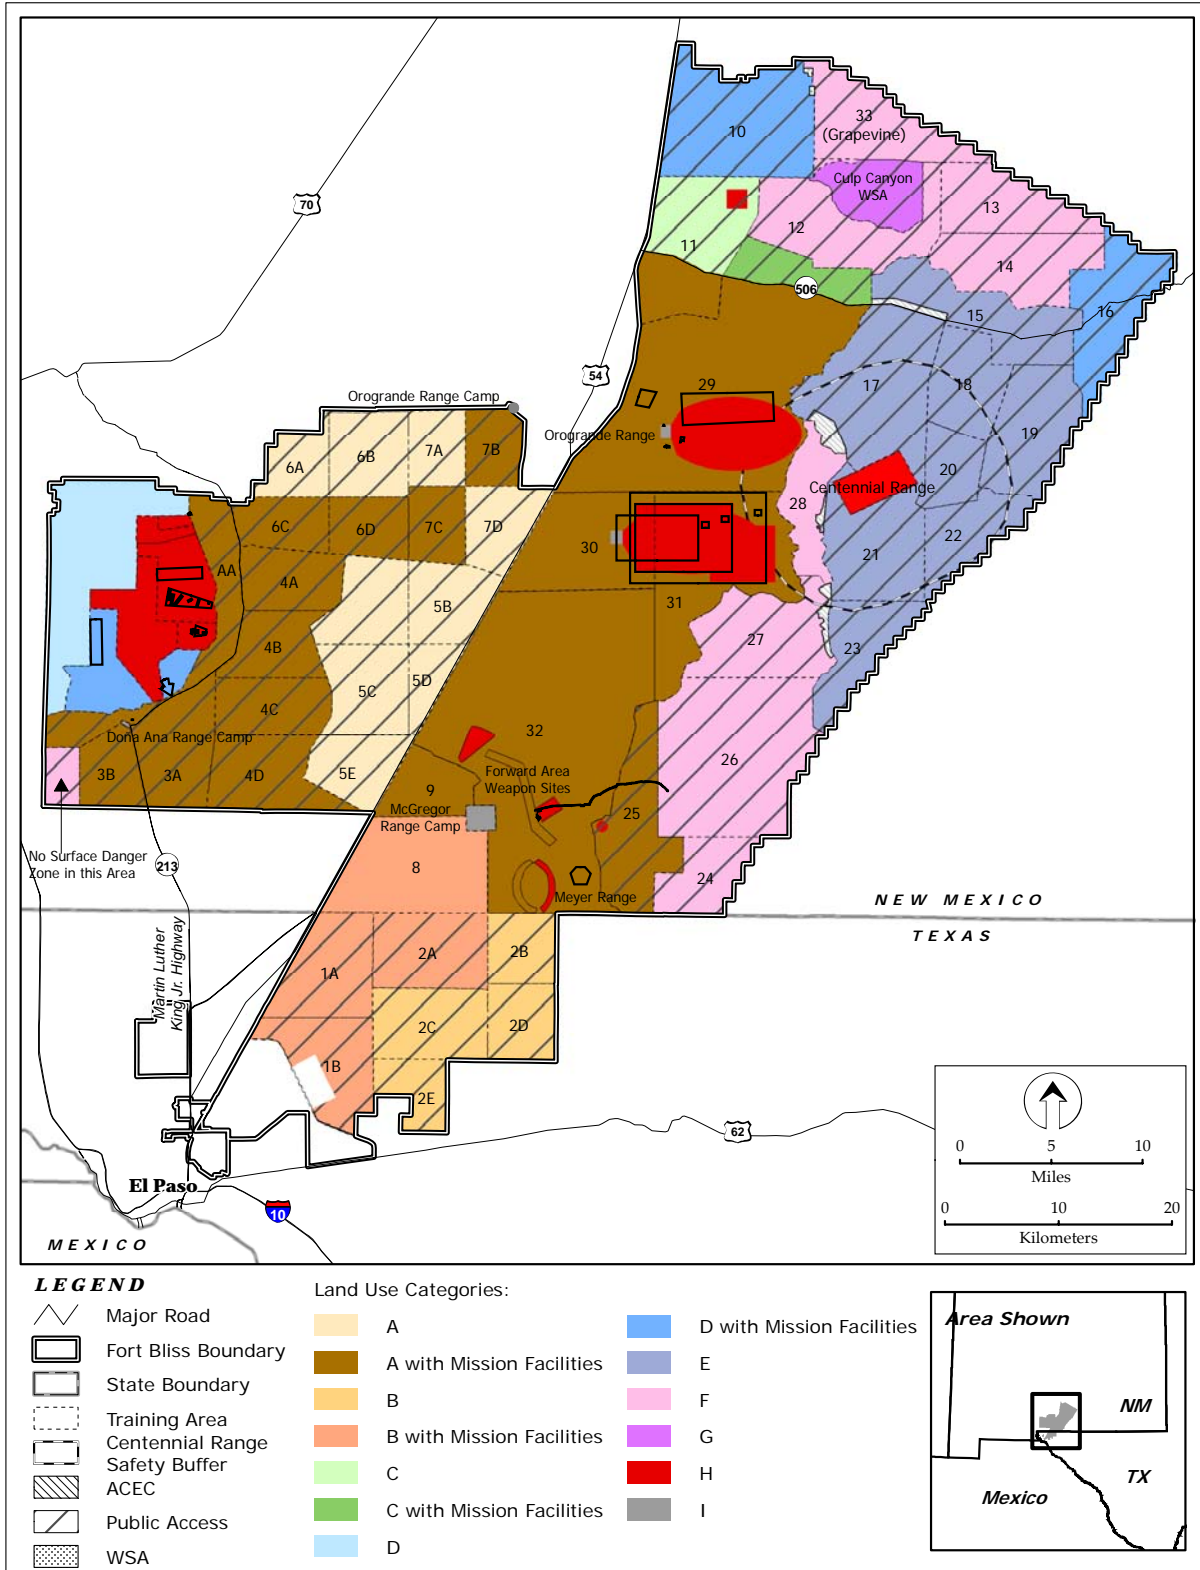 10
33
(Grapevine)
Culp Canyon
WSA
13
12
11
14
506
15
16
70
54
29
17
18
19
Orogrande Range Camp
Orogrande Range
6A
6B
7A
7B
20
Centennial Range
28
6C
6D
7C
7D
30
22
21
AA
4A
5B
31
27
4B
23
5C
5D
4C
32
26
Dona Ana Range Camp
3B
3A
4D
5E
9
Forward Area
Weapon Sites
McGregor
Range Camp
25
No Surface Danger
Zone in this Area
213
8
24
Meyer Range
NEW MEXICO
TEXAS
Martin Luther
King Jr. Highway
1A
2A
2B
2C
2D
1B
2E
62
El Paso
10
MEXICO
0 5 10
Miles
0 10 20
Kilometers
LEGEND
Major Road
Fort Bliss Boundary
State Boundary
Training Area
Centennial Range
Safety Buffer
ACEC
Public Access
WSA
Land Use Categories:
A
A with Mission Facilities
B
B with Mission Facilities
C
C with Mission Facilities
D
D with Mission Facilities
E
F
G
H
I
Area Shown
NM
TX
Mexico